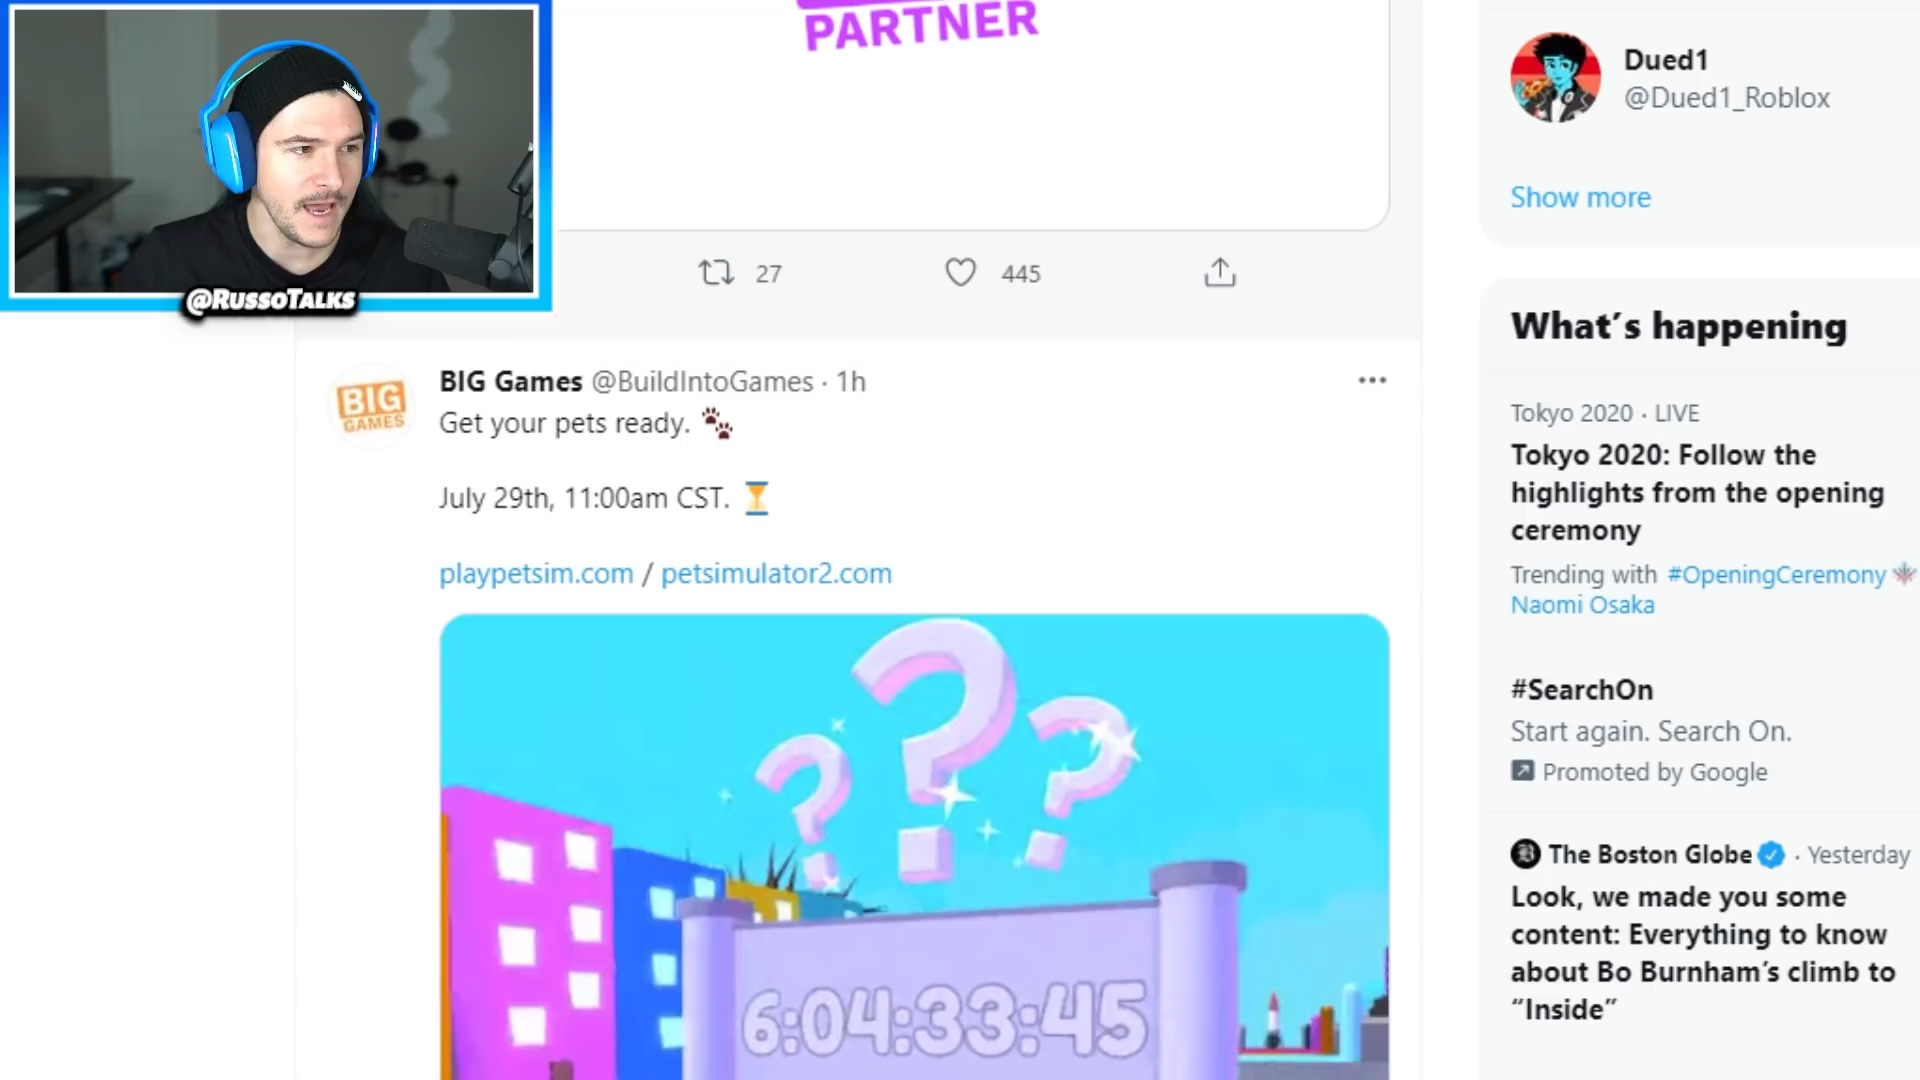 PARTNER
@RUSSOTALKS
27
445
BIG
GAMES
BIG Games @BuildIntoGames · 1h
Get your pets ready.
July 29th, 11:00am CST.
playpetsim.com / petsimulator2.com
6:04:33:45
Dued1
@Dued1_Roblox
Show more
What's happening
Tokyo 2020 · LIVE
Tokyo 2020: Follow the
highlights from the opening
ceremony
Trending with #OpeningCeremony
Naomi Osaka
#SearchOn
Start again. Search On.
Promoted by Google
The Boston Globe · Yesterday
Look, we made you some
content: Everything to know
about Bo Burnham's climb to
“Inside”